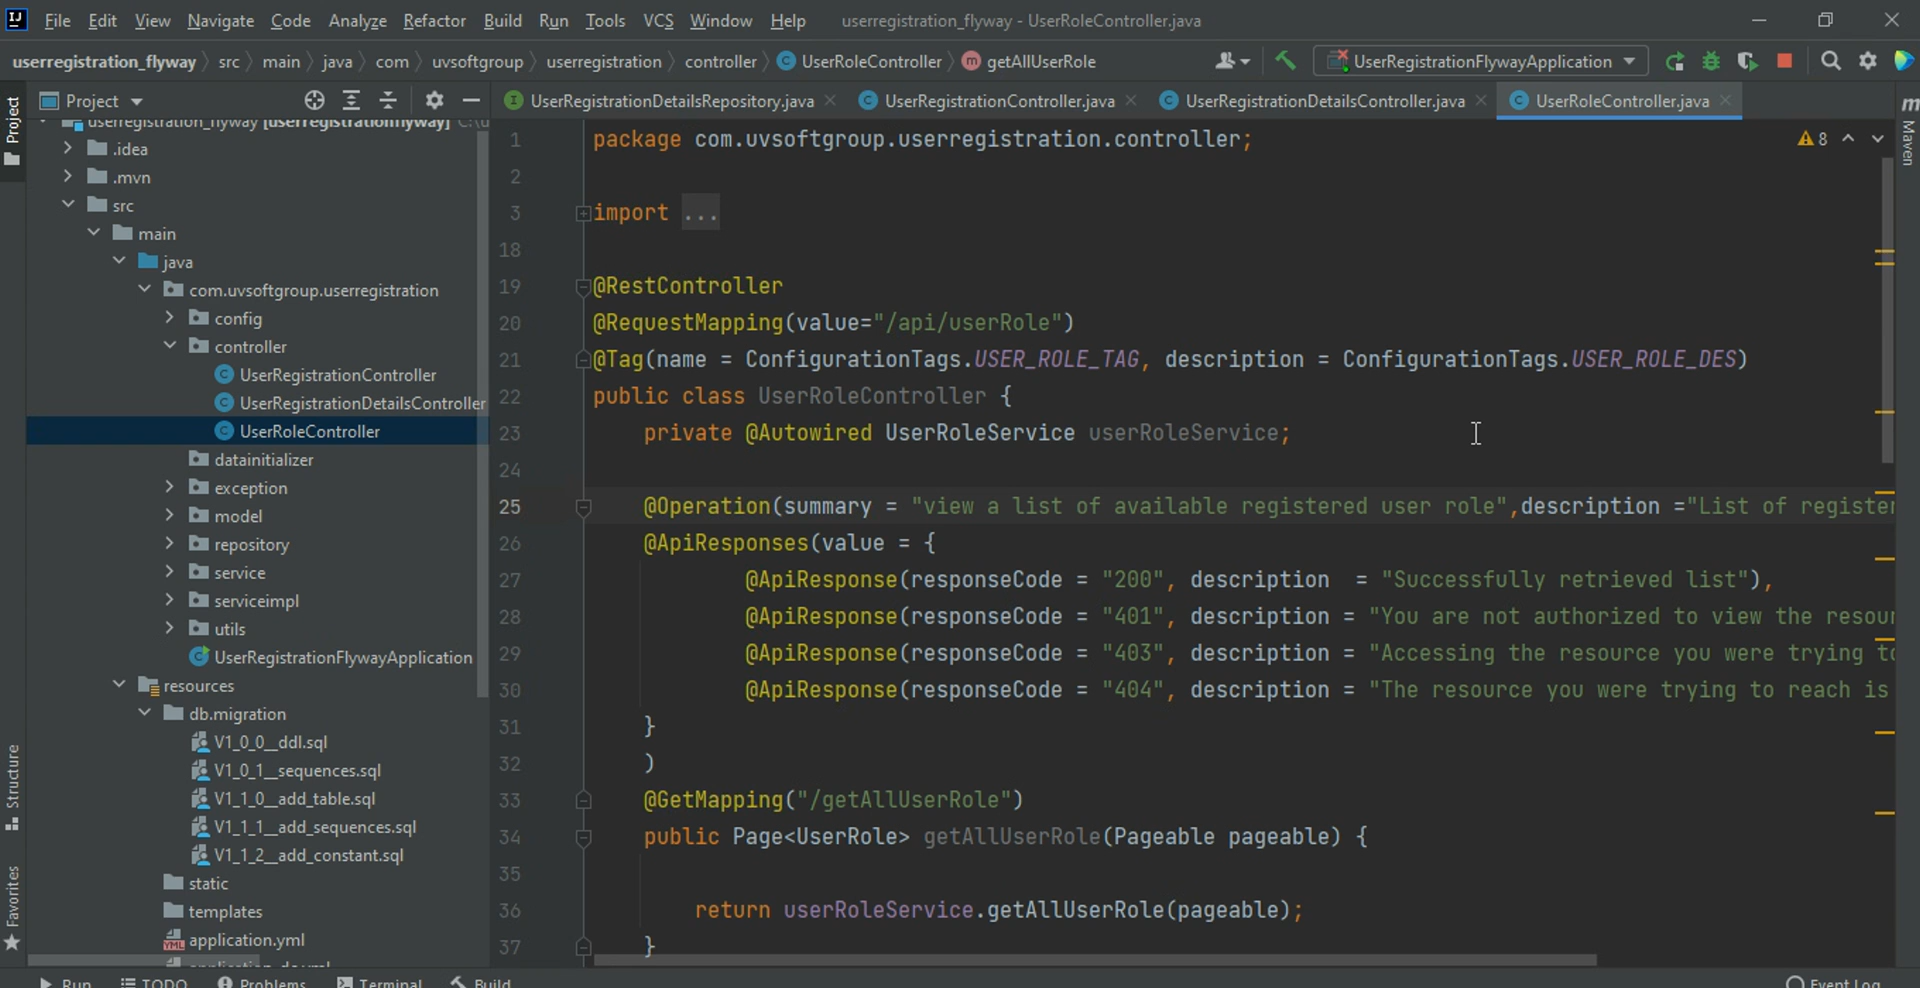 IJ File Edit View Navigate Code Analyze Refactor Build Run Tools VCS Window Help userregistration_flyway - UserRoleController.java
userregistration_flyway src main java com uvsoftgroup userregistration controller UserRoleController getAllUserRole UserRegistrationFlywayApplication
Project UserRegistrationDetailsRepository.java UserRegistrationController.java UserRegistrationDetailsController.java UserRoleController.java
Project
Structure
Favorites
Maven
userregistration_flyway [userregistrationflyway] C:\u
.idea
.mvn
src
main
java
com.uvsoftgroup.userregistration
config
controller
UserRegistrationController
UserRegistrationDetailsController
UserRoleController
datainitializer
exception
model
repository
service
serviceimpl
utils
UserRegistrationFlywayApplication
resources
db.migration
V1_0_0__ddl.sql
V1_0_1__sequences.sql
V1_1_0__add_table.sql
V1_1_1__add_sequences.sql
V1_1_2__add_constant.sql
static
templates
application.yml
1 package com.uvsoftgroup.userregistration.controller; 8
2
3 import ...
18
19 @RestController
20 @RequestMapping(value="/api/userRole")
21 @Tag(name = ConfigurationTags.USER_ROLE_TAG, description = ConfigurationTags.USER_ROLE_DES)
22 public class UserRoleController {
23 private @Autowired UserRoleService userRoleService;
24
25 @Operation(summary = "view a list of available registered user role",description ="List of register
26 @ApiResponses(value = {
27 @ApiResponse(responseCode = "200", description  = "Successfully retrieved list"),
28 @ApiResponse(responseCode = "401", description = "You are not authorized to view the resour
29 @ApiResponse(responseCode = "403", description = "Accessing the resource you were trying to
30 @ApiResponse(responseCode = "404", description = "The resource you were trying to reach is
31 }
32 )
33 @GetMapping("/getAllUserRole")
34 public Page<UserRole> getAllUserRole(Pageable pageable) {
35
36 return userRoleService.getAllUserRole(pageable);
37 }
Run TODO Problems Terminal Build Event Log